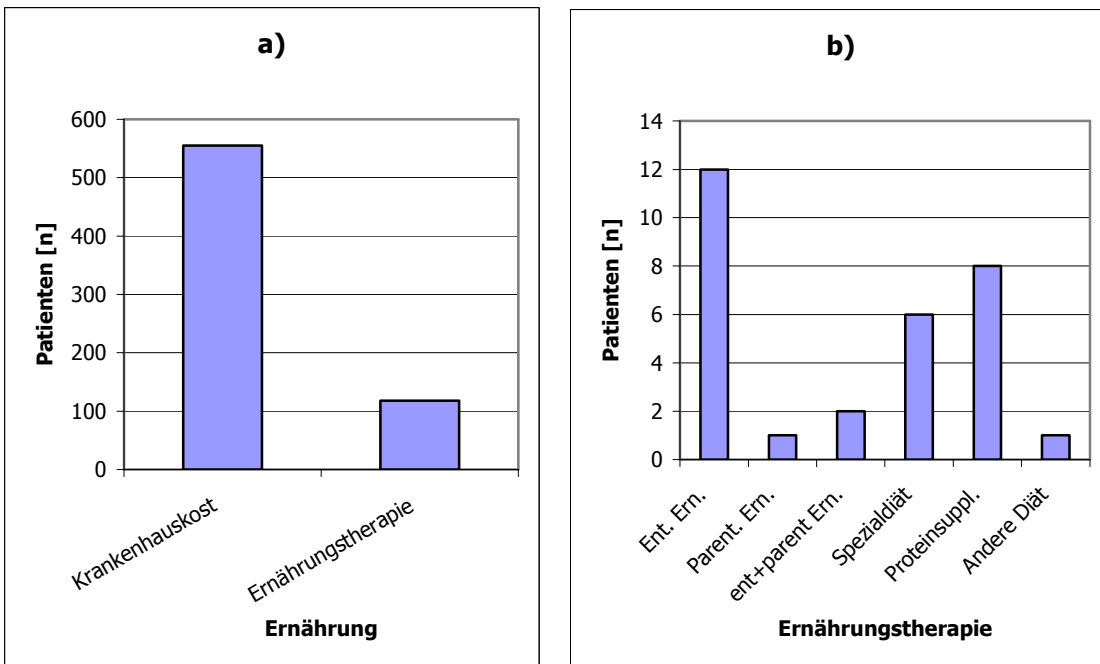 a)
Patienten [n]
600
500
400
300
200
100
0
Krankenhauskost
Ernährungstherapie
Ernährung
b)
Patienten [n]
14
12
10
8
6
4
2
0
Ent. Ern.
Parent. Ern.
ent+parent Ern.
Spezialdiät
Proteinsuppl.
Andere Diät
Ernährungstherapie